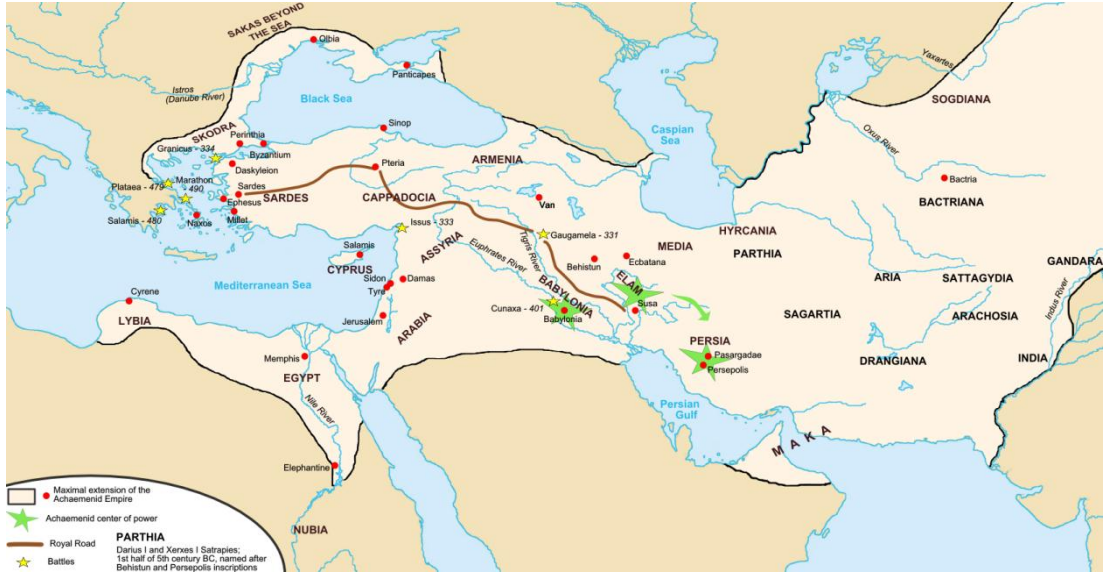 SAKAS BEYOND
THE SEA
Olbia
Panticapes
Yaxartes
Istros
(Danube River)
Black Sea
Caspian
Sea
SOGDIANA
Oxus River
SKODRA
Perinthia
Sinop
Granicus - 334
Byzantium
Daskyleion
Pteria
ARMENIA
Plataea - 479
Marathon
- 490
Sardes
SARDES
CAPPADOCIA
Bactria
BACTRIANA
Ephesus
Van
Salamis - 480
Naxos
Millet
Issus - 333
Gaugamela - 331
HYRCANIA
Salamis
CYPRUS
ASSYRIA
Tigris River
Euphrates River
MEDIA
PARTHIA
Behistun
Ecbatana
GANDARA
Mediterranean Sea
Sidon
Tyre
Damas
BABYLONIA
ELAM
ARIA
SATTAGYDIA
Cyrene
Cunaxa - 401
Babylonia
Susa
SAGARTIA
ARACHOSIA
Indus River
LYBIA
Jerusalem
ARABIA
PERSIA
Memphis
Pasargadae
Persepolis
DRANGIANA
INDIA
EGYPT
Nile River
Persian
Gulf
MAKA
Elephantine
NUBIA
Maximal extension of the
Achaemenid Empire
Achaemenid center of power
Royal Road
Battles
PARTHIA
Darius I and Xerxes I Satrapies;
1st half of 5th century BC, named after
Behistun and Persepolis inscriptions